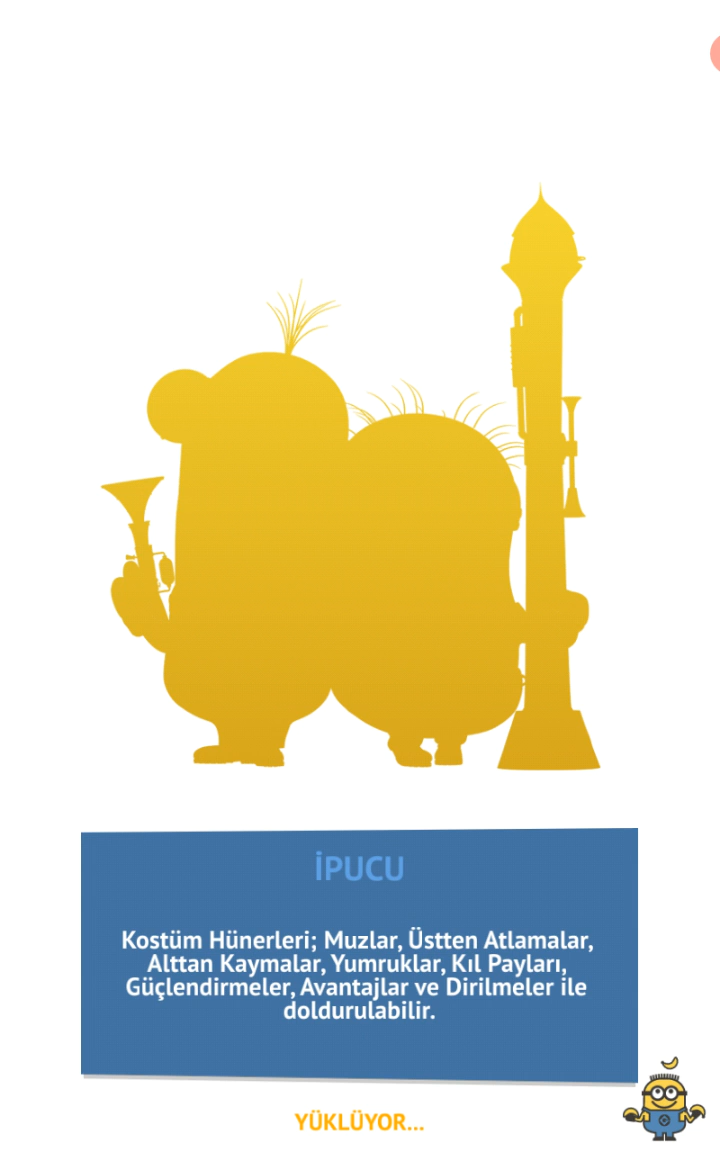 İPUCU
Kostüm Hünerleri; Muzlar, Üstten Atlamalar,
Alttan Kaymalar, Yumruklar, Kıl Payları,
Güçlendirmeler, Avantajlar ve Dirilmeler ile
doldurulabilir.
YÜKLÜYOR...